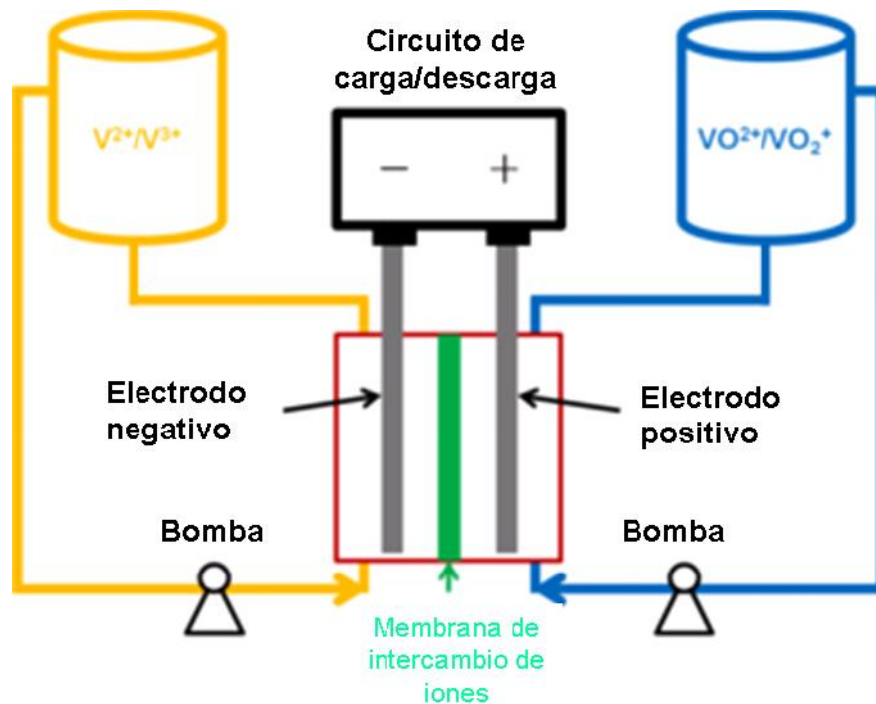 Circuito de
carga/descarga
V²⁺/V³⁺
VO²⁺/VO₂⁺
−
+
Electrodo
negativo
Electrodo
positivo
Bomba
Bomba
Membrana de
intercambio de
iones